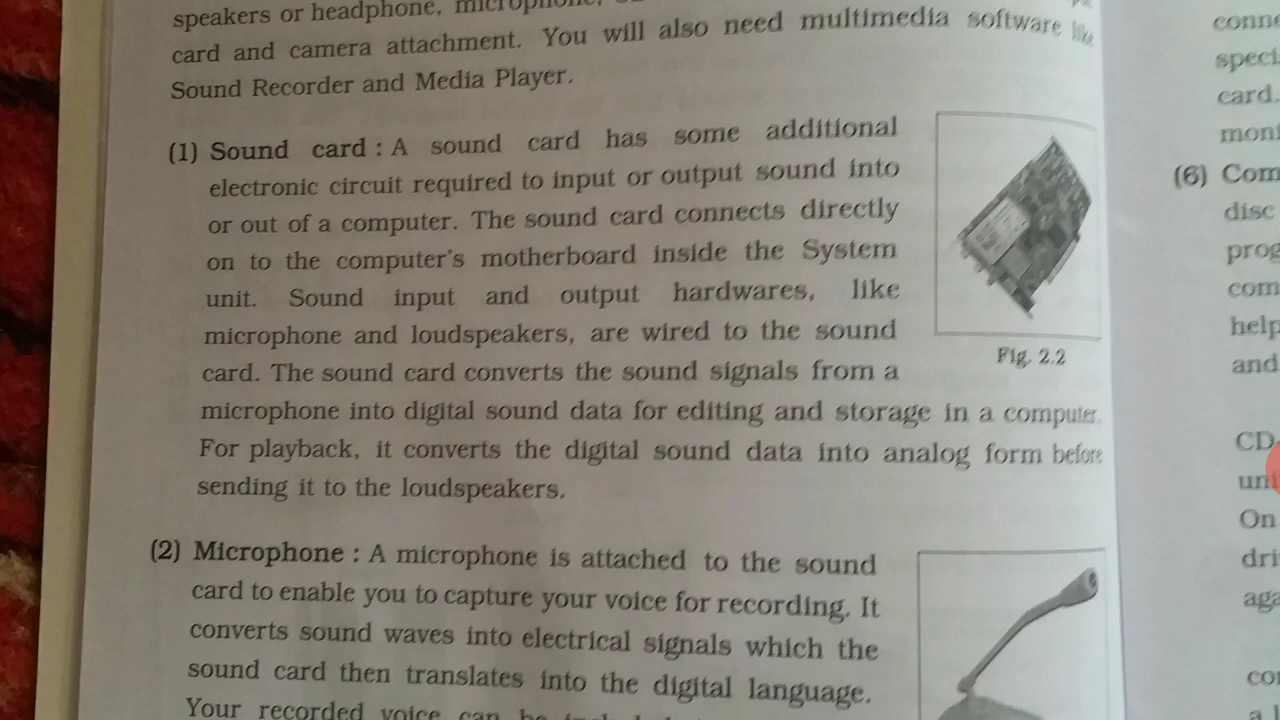 speakers or headphone, microphone,
card and camera attachment. You will also need multimedia software like
Sound Recorder and Media Player.
(1) Sound card : A sound card has some additional
electronic circuit required to input or output sound into
or out of a computer. The sound card connects directly
on to the computer's motherboard inside the System
unit. Sound input and output hardwares, like
microphone and loudspeakers, are wired to the sound
card. The sound card converts the sound signals from a
microphone into digital sound data for editing and storage in a computer.
For playback, it converts the digital sound data into analog form before
sending it to the loudspeakers.
Fig. 2.2
(2) Microphone : A microphone is attached to the sound
card to enable you to capture your voice for recording. It
converts sound waves into electrical signals which the
sound card then translates into the digital language.
Your recorded voice can be
card.
(6) Com
disc
prog
com
help
and
CD
uni
On
dri
aga